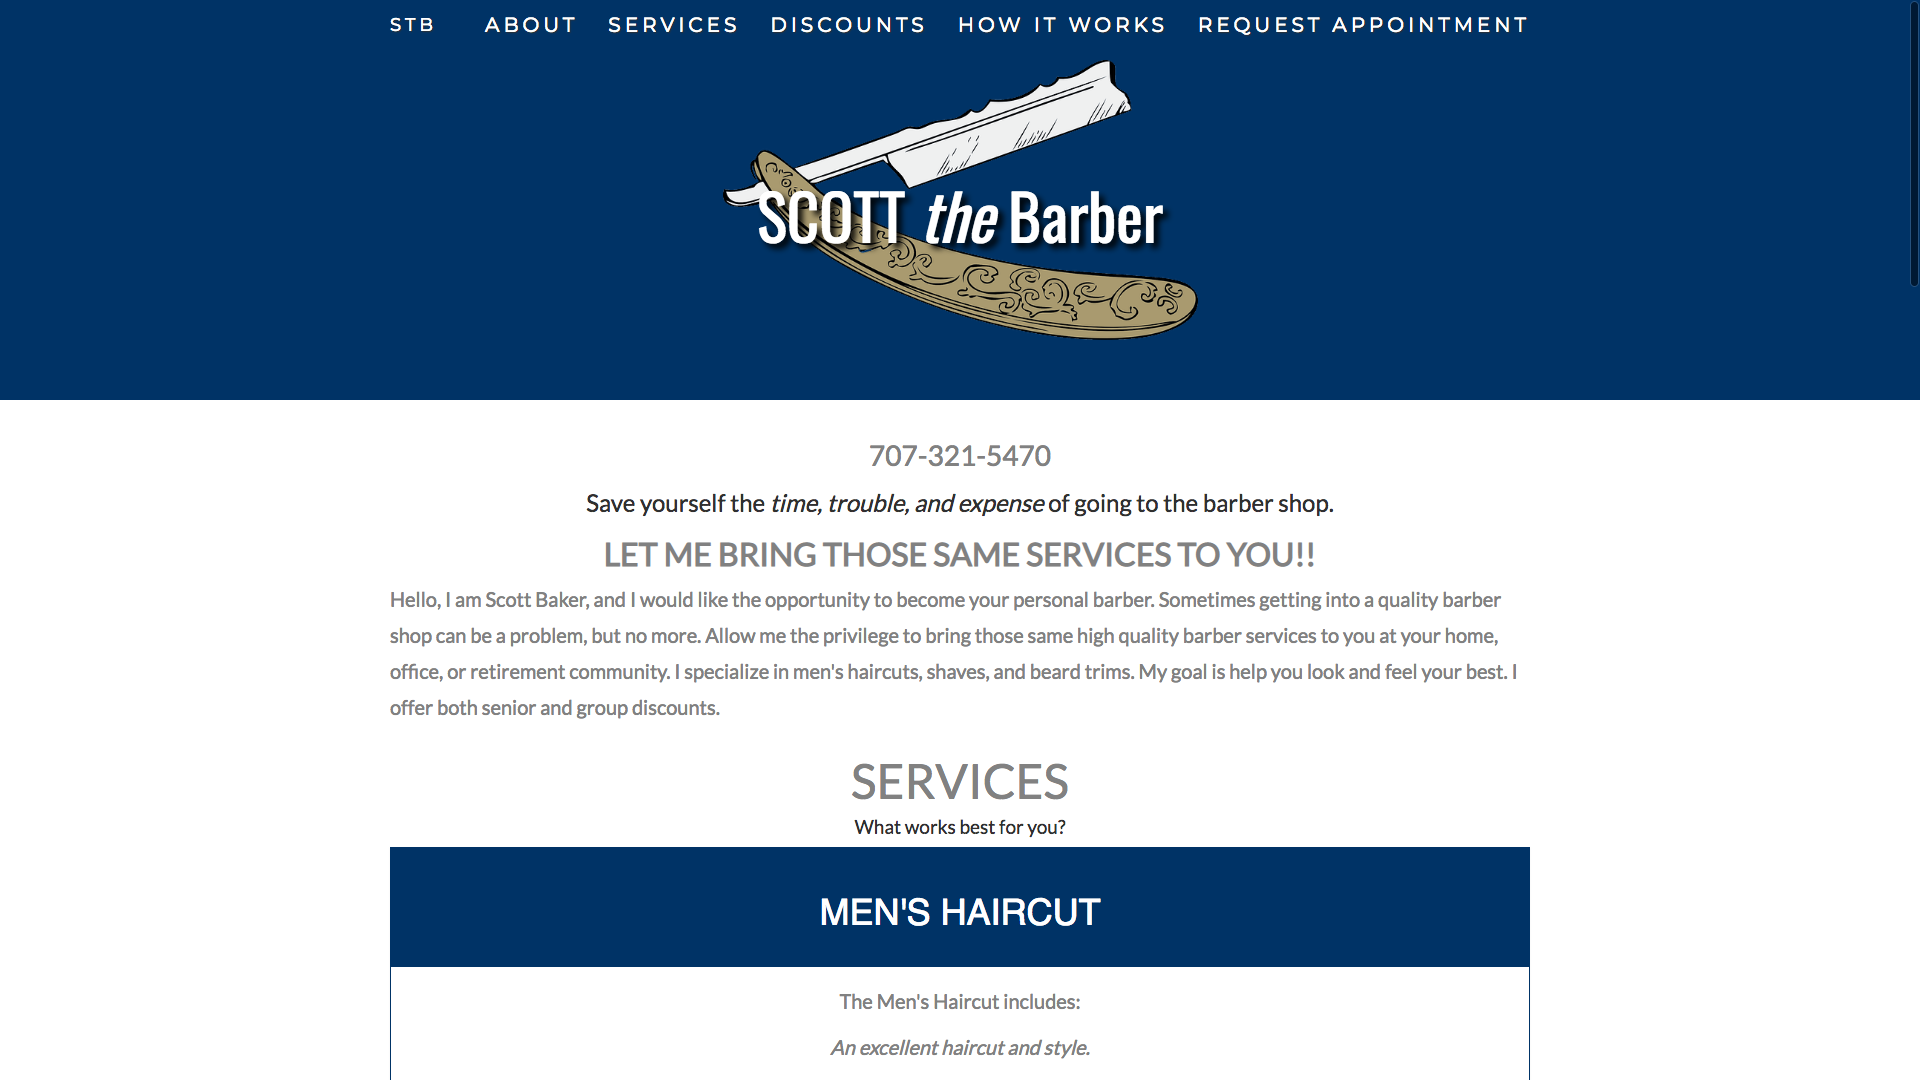 STB ABOUT SERVICES DISCOUNTS HOW IT WORKS REQUEST APPOINTMENT
SCOTT the Barber
707-321-5470
Save yourself the time, trouble, and expense of going to the barber shop.
LET ME BRING THOSE SAME SERVICES TO YOU!!
Hello, I am Scott Baker, and I would like the opportunity to become your personal barber. Sometimes getting into a quality barber
shop can be a problem, but no more. Allow me the privilege to bring those same high quality barber services to you at your home,
office, or retirement community. I specialize in men's haircuts, shaves, and beard trims. My goal is help you look and feel your best. I
offer both senior and group discounts.
SERVICES
What works best for you?
MEN'S HAIRCUT
The Men's Haircut includes:
An excellent haircut and style.